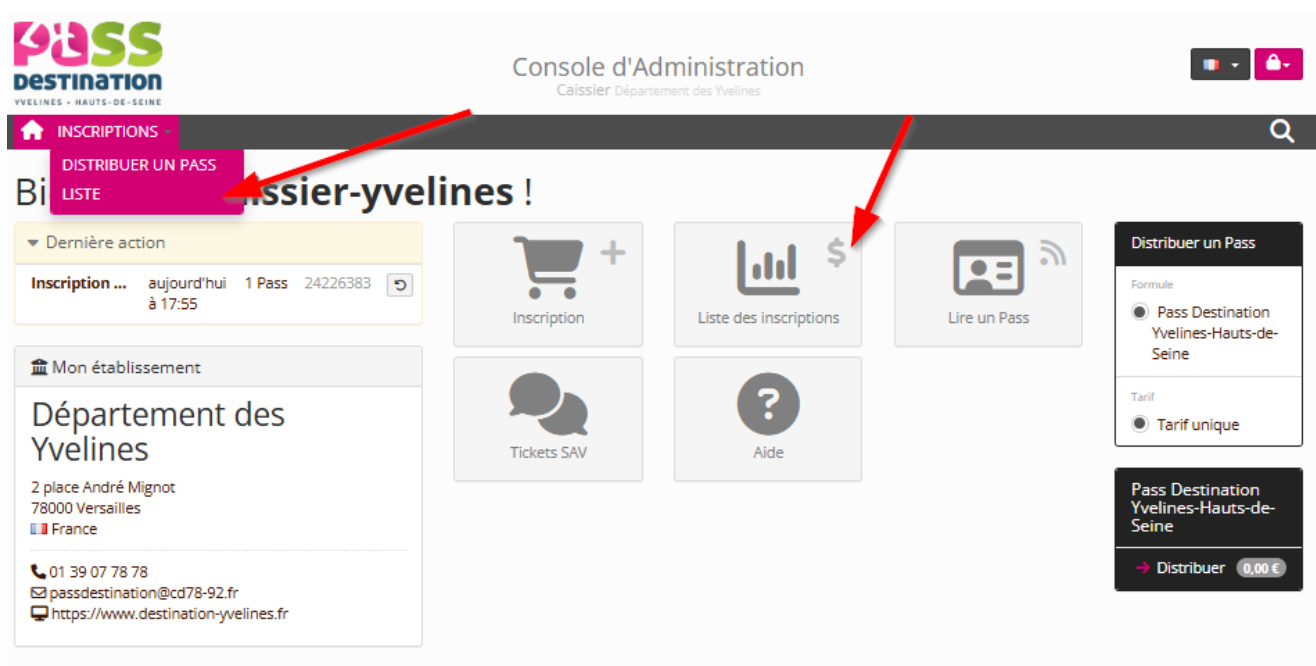 pass
DESTINATION
YVELINES • HAUTS-DE-SEINE
Console d'Administration
Caissier Département des Yvelines
INSCRIPTIONS
DISTRIBUER UN PASS
LISTE
Bi ssier-yvelines !
Dernière action
Inscription ... aujourd'hui à 17:55 1 Pass 24226383
Mon établissement
Département des
Yvelines
2 place André Mignot
78000 Versailles
France
01 39 07 78 78
passdestination@cd78-92.fr
https://www.destination-yvelines.fr
Inscription
$
Liste des inscriptions
Lire un Pass
Tickets SAV
?
Aide
Distribuer un Pass
Formule
Pass Destination
Yvelines-Hauts-de-
Seine
Tarif
Tarif unique
Pass Destination
Yvelines-Hauts-de-
Seine
Distribuer 0,00 €